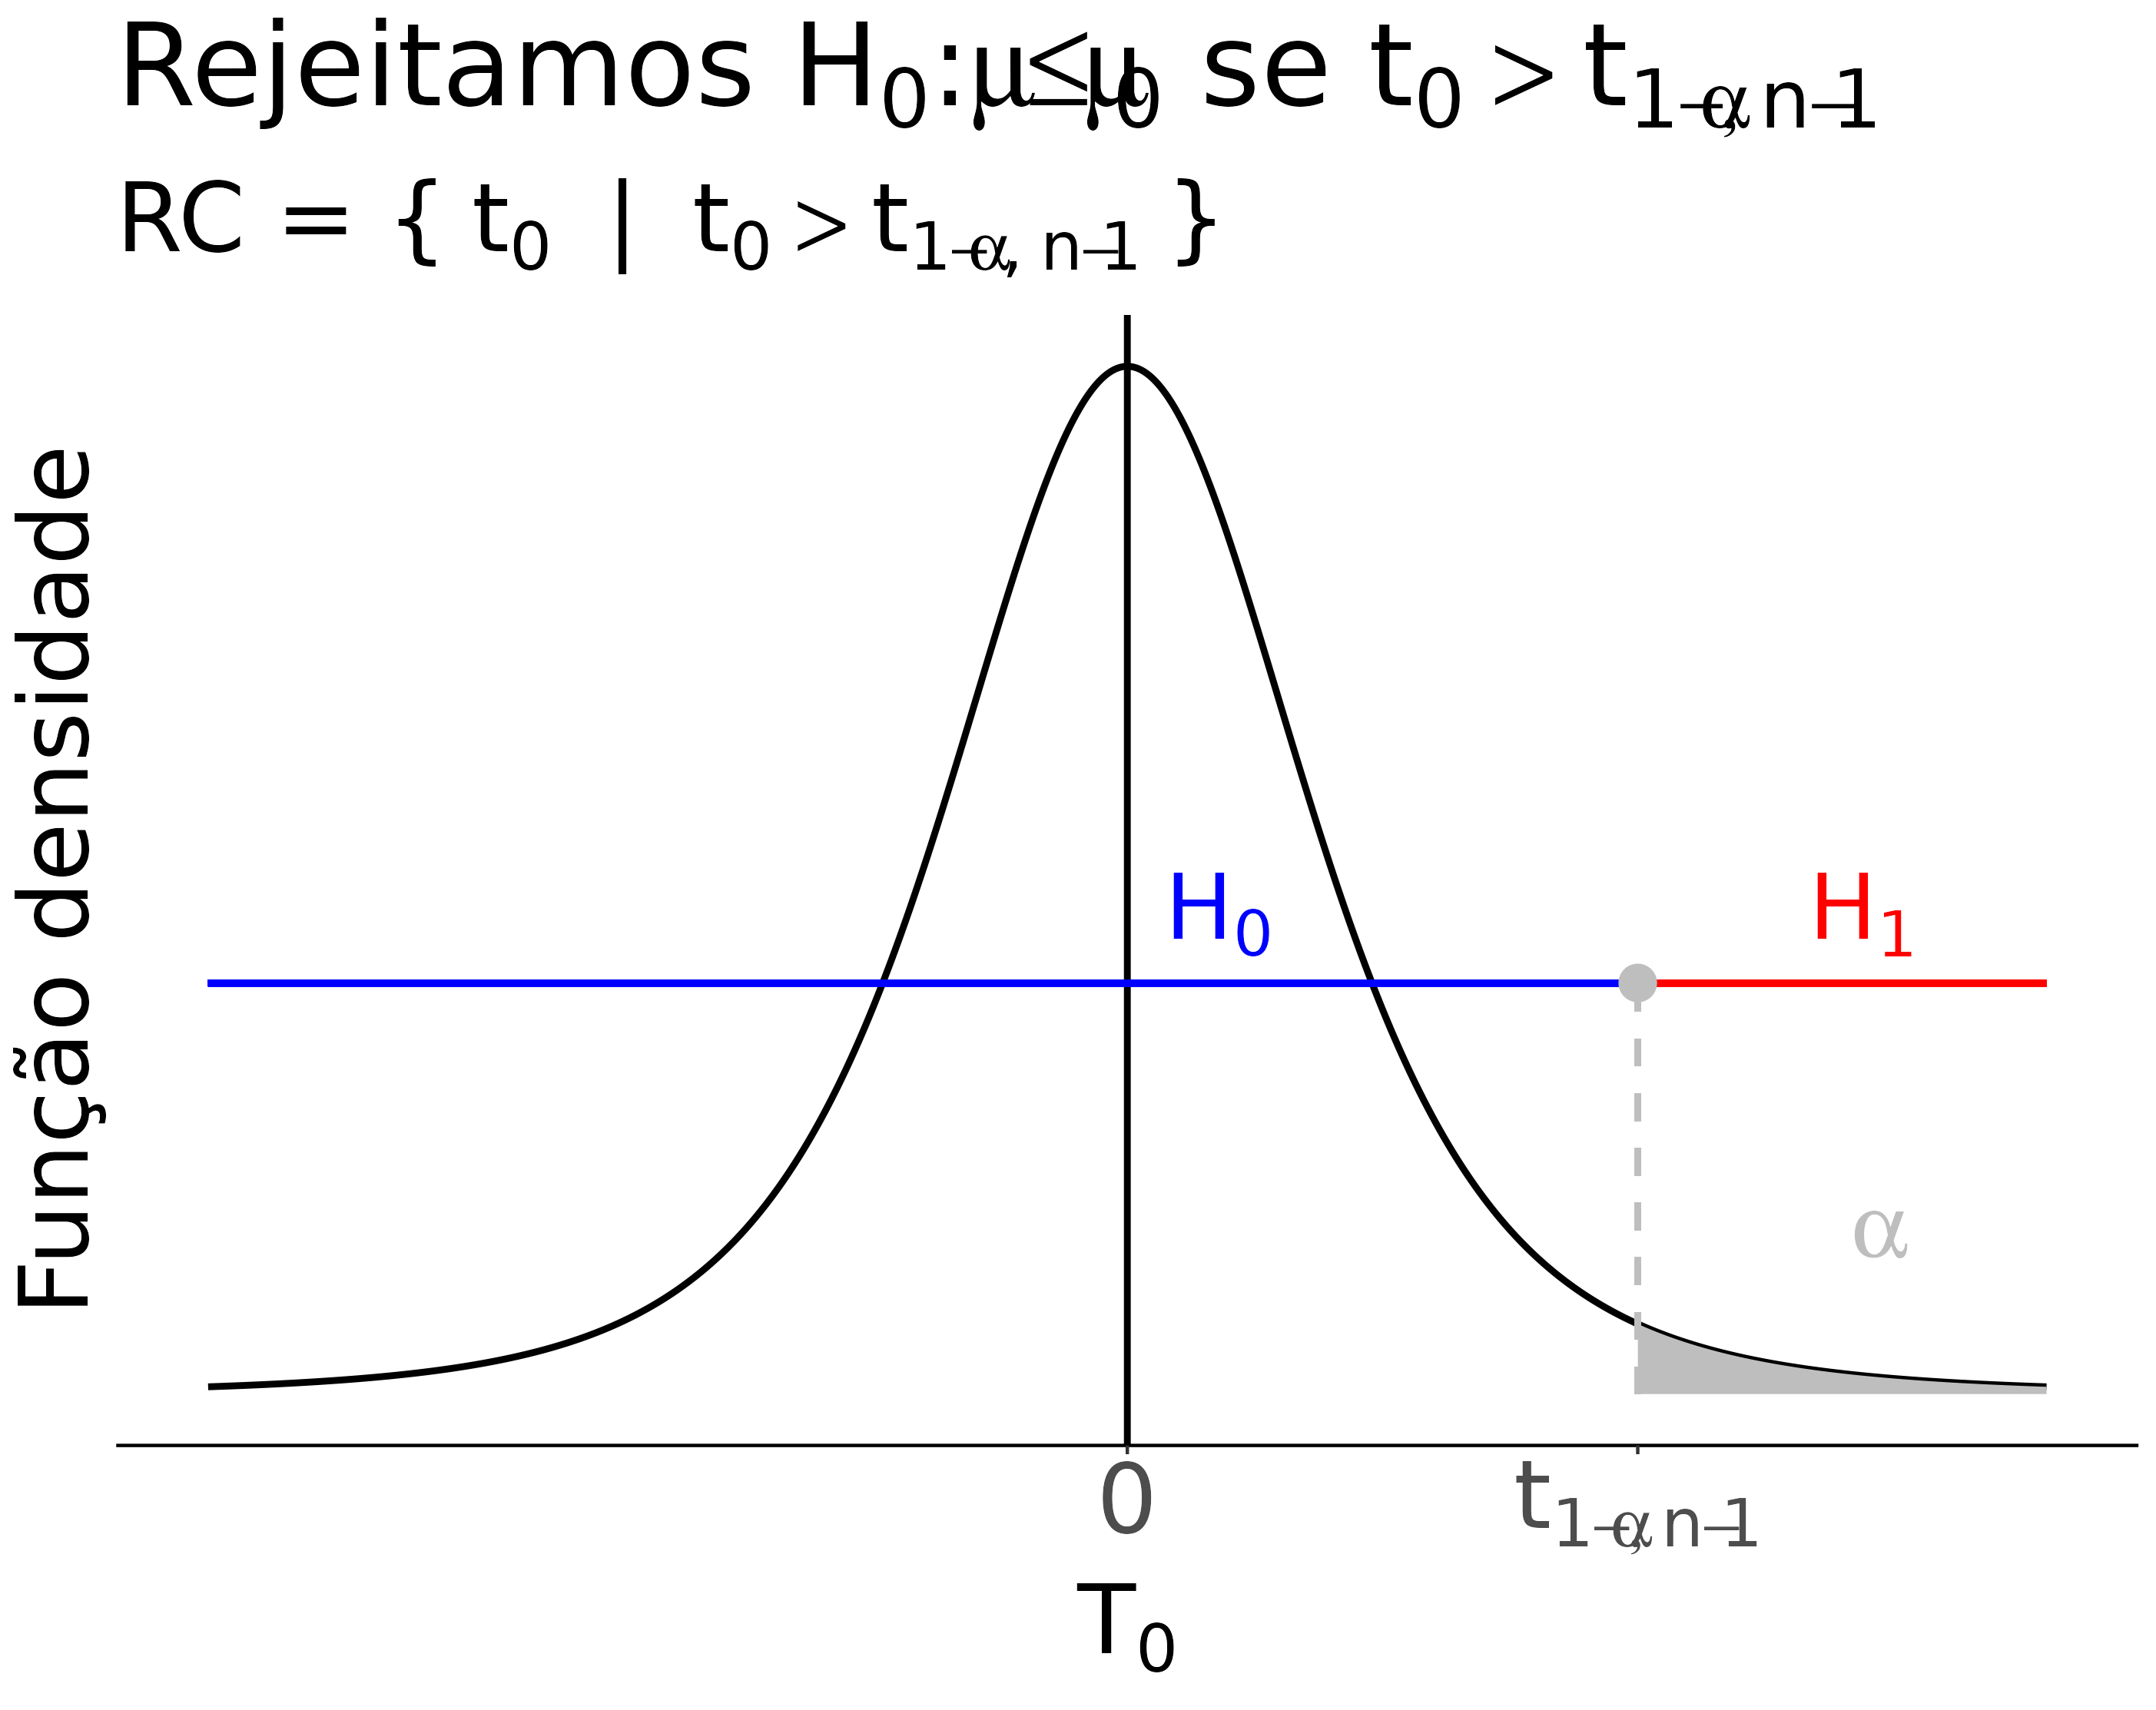 Rejeitamos H₀:μ≤μ₀ se t₀ > t₁₋α, n₋₁
RC = { t₀ | t₀ > t₁₋α, n₋₁ }
Função densidade
H₀
H₁
α
0
t₁₋α, n₋₁
T₀